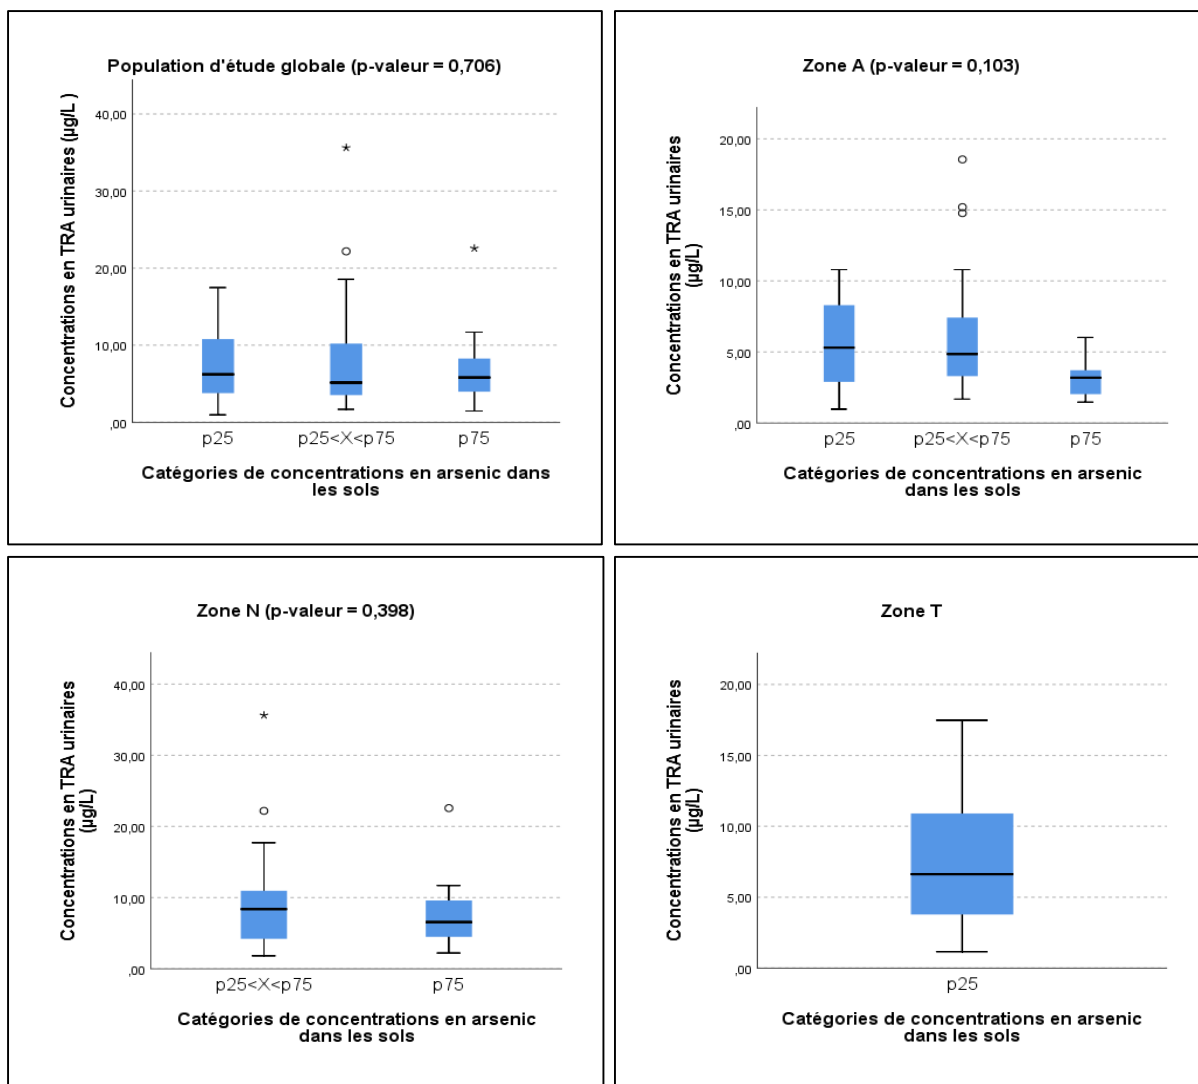 Population d'étude globale (p-valeur = 0,706)
Concentrations en TRA urinaires (µg/L )
40,00
30,00
20,00
10,00
,00
p25
p25<X<p75
p75
Catégories de concentrations en arsenic dans
les sols
Zone A (p-valeur = 0,103)
Concentrations en TRA urinaires
(µg/L)
20,00
15,00
10,00
5,00
,00
p25
p25<X<p75
p75
Catégories de concentrations en arsenic
dans les sols
Zone N (p-valeur = 0,398)
Concentrations en TRA urinaires
(µg/L)
40,00
30,00
20,00
10,00
,00
p25<X<p75
p75
Catégories de concentrations en arsenic
dans les sols
Zone T
Concentrations en TRA urinaires
(µg/L)
20,00
15,00
10,00
5,00
,00
p25
Catégories de concentrations en arsenic
dans les sols